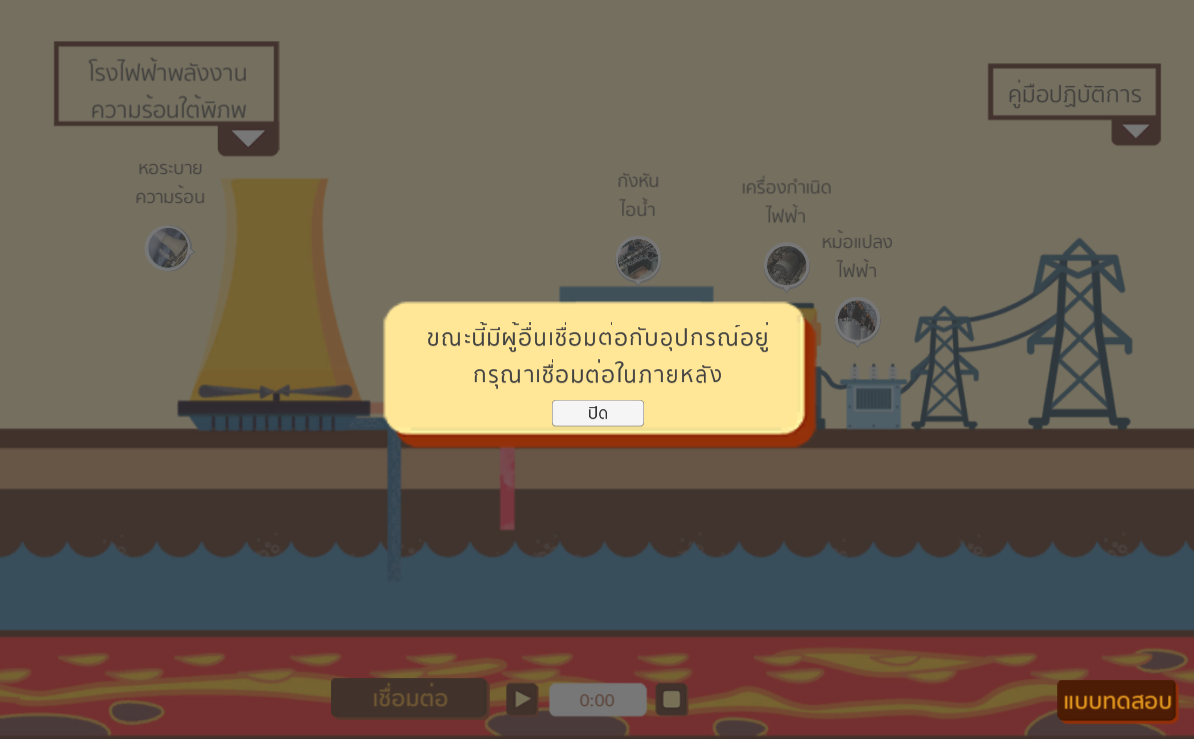 โรงไฟฟ้าพลังงาน
ความร้อนใต้พิภพ
คู่มือปฏิบัติการ
หอระบาย
ความร้อน
กังหัน
ไอน้ำ
เครื่องกำเนิด
ไฟฟ้า
หม้อแปลง
ไฟฟ้า
ขณะนี้มีผู้อื่นเชื่อมต่อกับอุปกรณ์อยู่
กรุณาเชื่อมต่อในภายหลัง
ปิด
เชื่อมต่อ
0:00
แบบทดสอบ